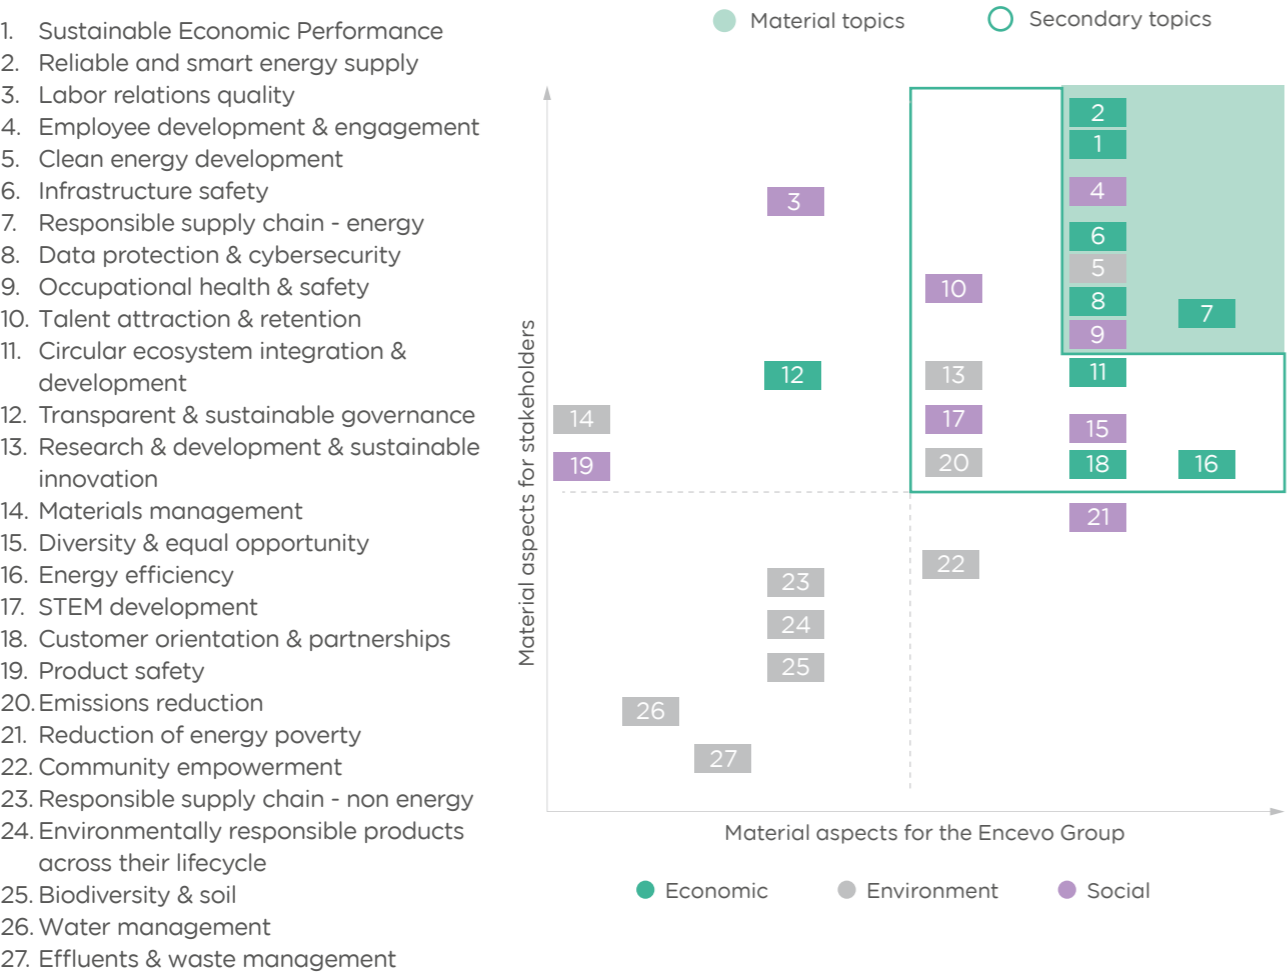 1. Sustainable Economic Performance
2. Reliable and smart energy supply
3. Labor relations quality
4. Employee development & engagement
5. Clean energy development
6. Infrastructure safety
7. Responsible supply chain - energy
8. Data protection & cybersecurity
9. Occupational health & safety
10. Talent attraction & retention
11. Circular ecosystem integration &
development
12. Transparent & sustainable governance
13. Research & development & sustainable
innovation
14. Materials management
15. Diversity & equal opportunity
16. Energy efficiency
17. STEM development
18. Customer orientation & partnerships
19. Product safety
20. Emissions reduction
21. Reduction of energy poverty
22. Community empowerment
23. Responsible supply chain - non energy
24. Environmentally responsible products
across their lifecycle
25. Biodiversity & soil
26. Water management
27. Effluents & waste management
Material topics
Secondary topics
Material aspects for stakeholders
2
1
4
3
6
5
10
8
7
9
12
13
11
14
17
15
19
20
18
16
21
22
23
24
25
26
27
Material aspects for the Encevo Group
Economic
Environment
Social